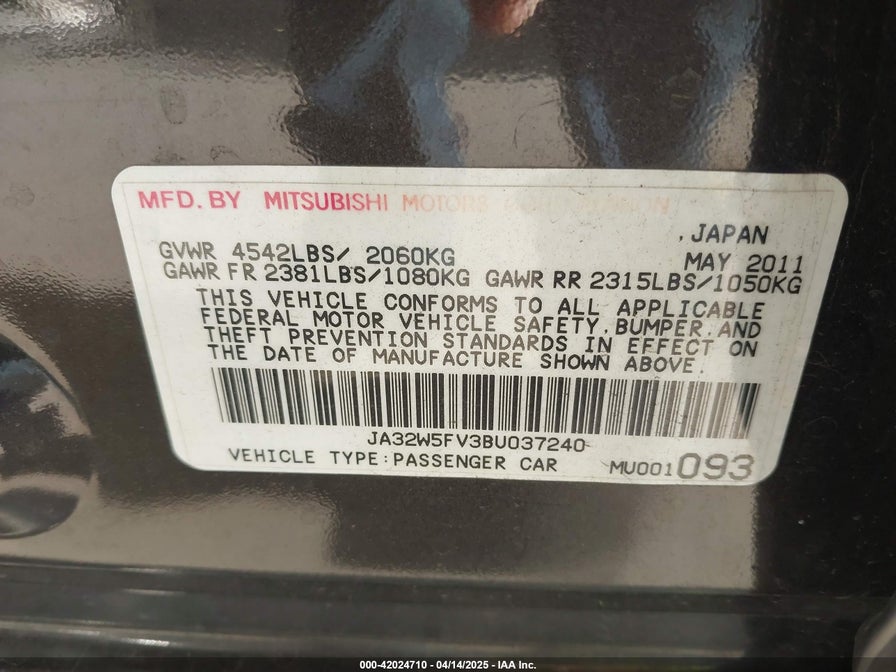 MFD. BY MITSUBISHI MOTORS CORPORATION
JAPAN
GVWR 4542LBS/ 2060KG MAY 2011
GAWR FR 2381LBS/1080KG GAWR RR 2315LBS/1050KG
THIS VEHICLE CONFORMS TO ALL APPLICABLE
FEDERAL MOTOR VEHICLE SAFETY, BUMPER, AND
THEFT PREVENTION STANDARDS IN EFFECT ON
THE DATE OF MANUFACTURE SHOWN ABOVE.
JA32W5FV3BU037240
VEHICLE TYPE:PASSENGER CAR MU001093
000-42024710 - 04/14/2025 - IAA Inc.